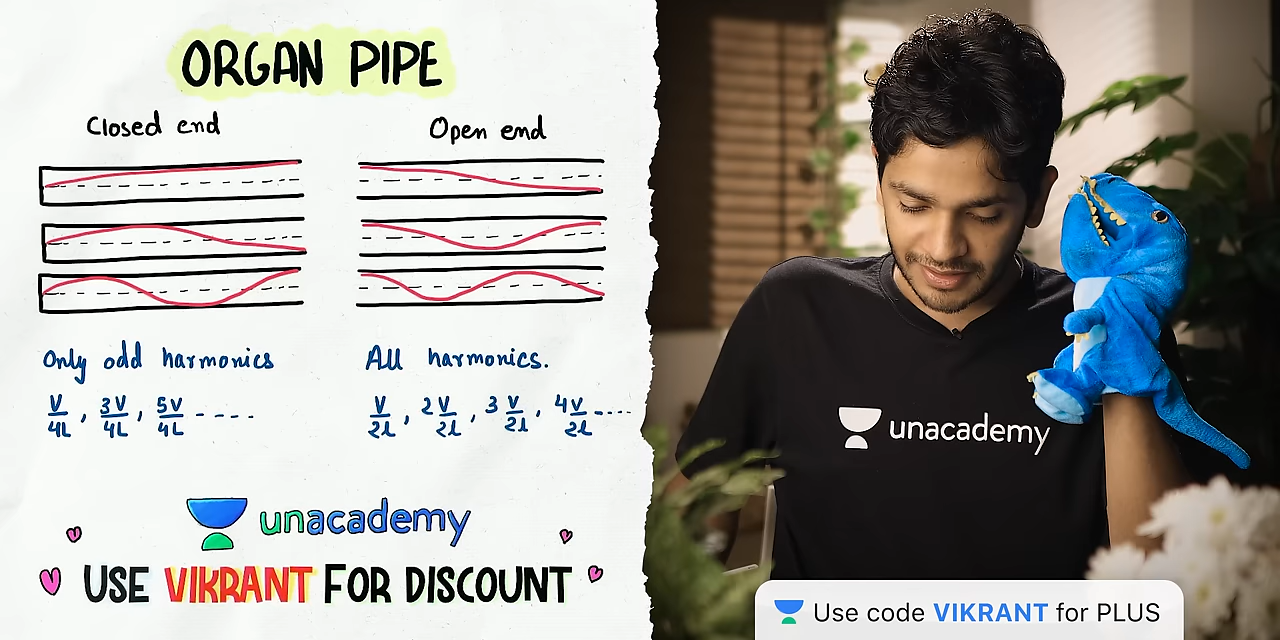 ORGAN PIPE
Closed end
Open end
Only odd harmonics
V/4L, 3V/4L, 5V/4L ----
All harmonics.
V/2l, 2V/2l, 3V/2l, 4V/2l ----
unacademy
USE VIKRANT FOR DISCOUNT
unacademy
Use code VIKRANT for PLUS